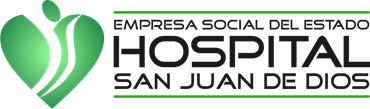 EMPRESA SOCIAL DEL ESTADO
HOSPITAL
SAN JUAN DE DIOS